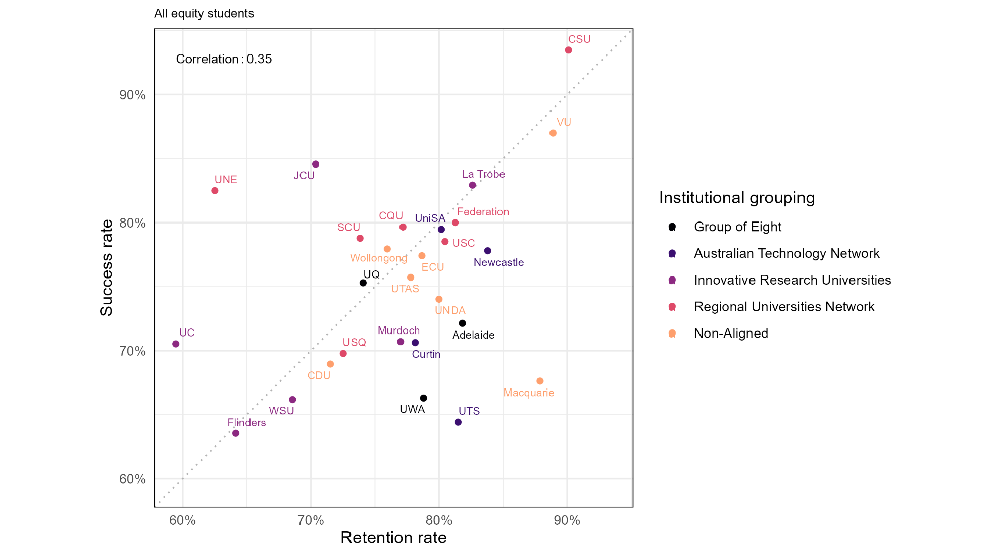 All equity students
Correlation: 0.35
CSU
90%
VU
JCU
La Trobe
UNE
Federation
CQU
UniSA
80%
SCU
USC
Wollongong
Newcastle
ECU
UQ
UTAS
UNDA
Murdoch
Adelaide
UC
USQ
70%
Curtin
CDU
Macquarie
UWA
UTS
WSU
Flinders
60%
60% 70% 80% 90%
Retention rate
Success rate
Institutional grouping
Group of Eight
Australian Technology Network
Innovative Research Universities
Regional Universities Network
Non-Aligned